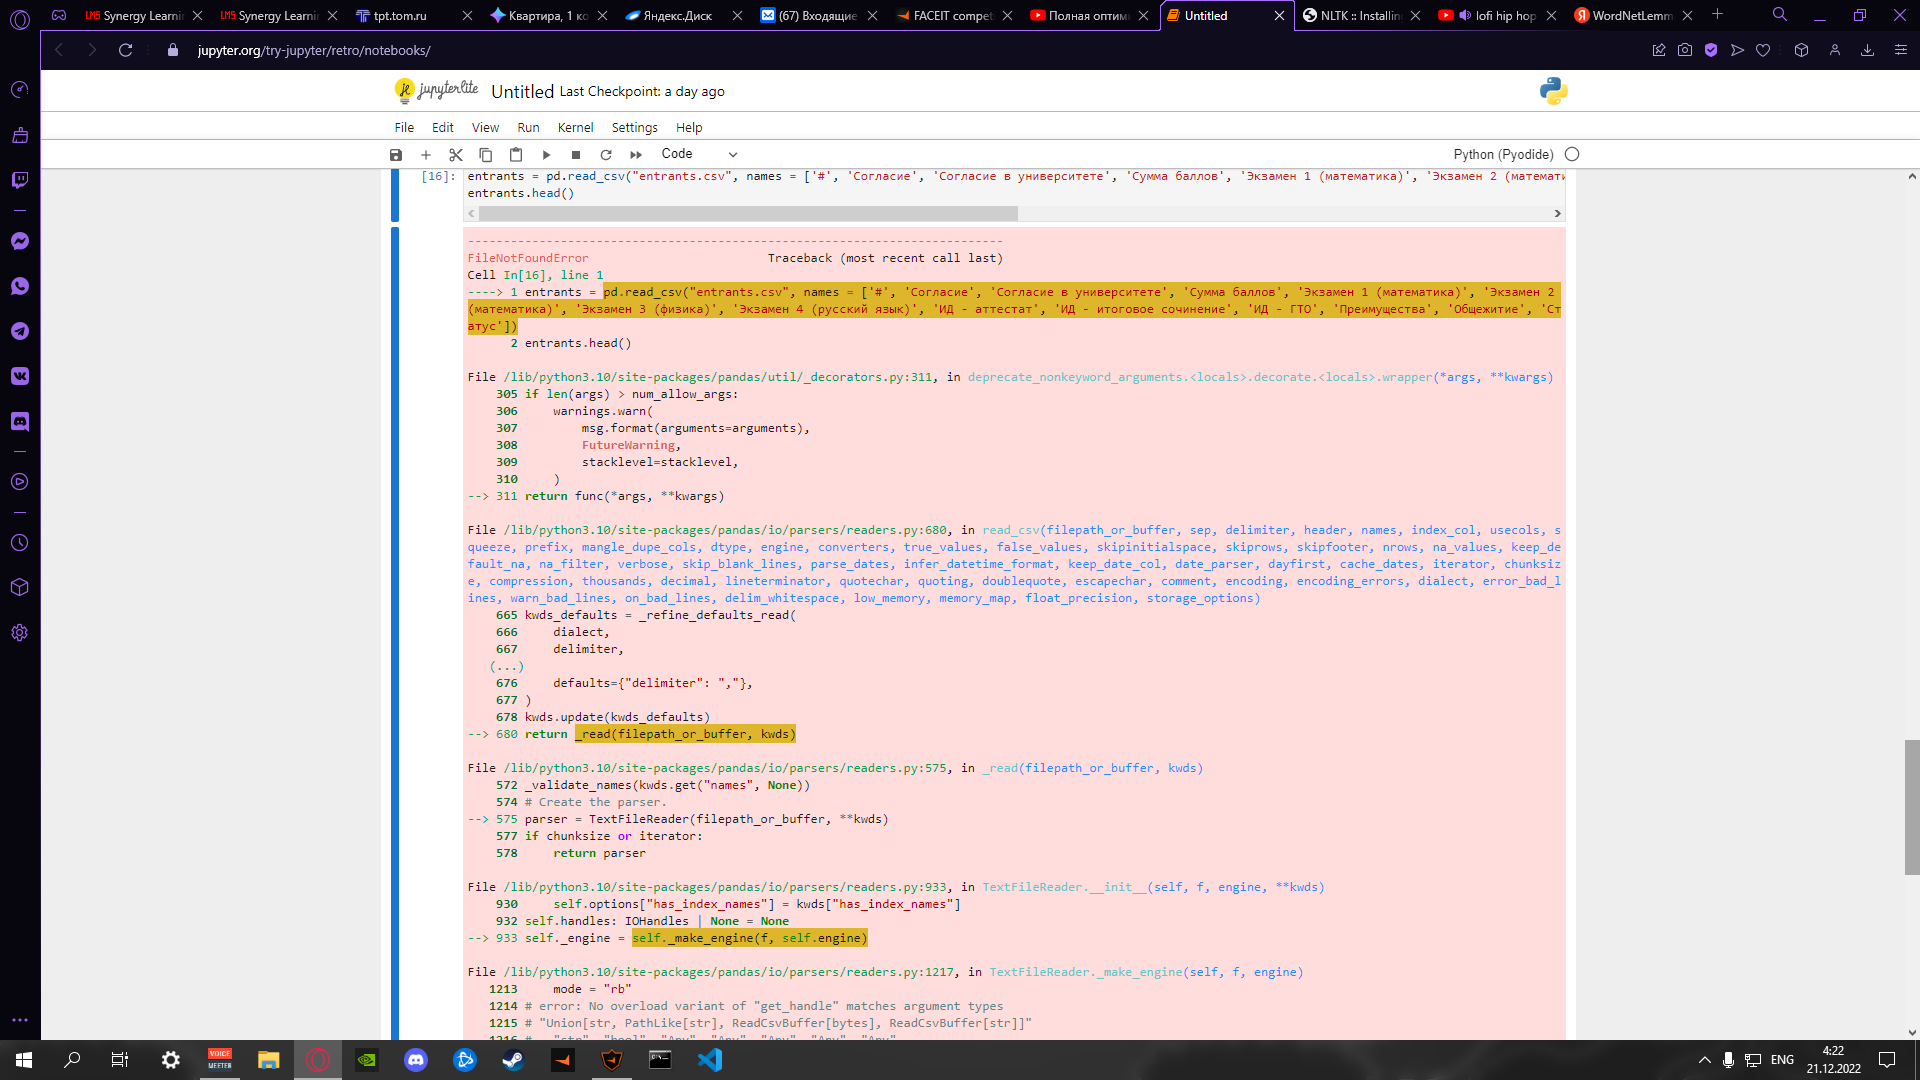 Synergy Learni
Synergy Learni
tpt.tom.ru
Квартира, 1 ко
Яндекс.Диск
(67) Входящие
FACEIT compet
Полная оптим
Untitled
NLTK :: Installin
lofi hip hop
WordNetLemm
jupyter.org/try-jupyter/retro/notebooks/
jupyterlite Untitled Last Checkpoint: a day ago
File Edit View Run Kernel Settings Help
Code
Python (Pyodide)
[16]: entrants = pd.read_csv("entrants.csv", names = ['#', 'Согласие', 'Согласие в университете', 'Сумма баллов', 'Экзамен 1 (математика)', 'Экзамен 2 (математи
entrants.head()
---------------------------------------------------------------------------
FileNotFoundError Traceback (most recent call last)
Cell In[16], line 1
----> 1 entrants = pd.read_csv("entrants.csv", names = ['#', 'Согласие', 'Согласие в университете', 'Сумма баллов', 'Экзамен 1 (математика)', 'Экзамен 2
(математика)', 'Экзамен 3 (физика)', 'Экзамен 4 (русский язык)', 'ИД - аттестат', 'ИД - итоговое сочинение', 'ИД - ГТО', 'Преимущества', 'Общежитие', 'Ст
атус'])
2 entrants.head()
File /lib/python3.10/site-packages/pandas/util/_decorators.py:311, in deprecate_nonkeyword_arguments.<locals>.decorate.<locals>.wrapper(*args, **kwargs)
305 if len(args) > num_allow_args:
306 warnings.warn(
307 msg.format(arguments=arguments),
308 FutureWarning,
309 stacklevel=stacklevel,
310 )
--> 311 return func(*args, **kwargs)
File /lib/python3.10/site-packages/pandas/io/parsers/readers.py:680, in read_csv(filepath_or_buffer, sep, delimiter, header, names, index_col, usecols, s
queeze, prefix, mangle_dupe_cols, dtype, engine, converters, true_values, false_values, skipinitialspace, skiprows, skipfooter, nrows, na_values, keep_de
fault_na, na_filter, verbose, skip_blank_lines, parse_dates, infer_datetime_format, keep_date_col, date_parser, dayfirst, cache_dates, iterator, chunksiz
e, compression, thousands, decimal, lineterminator, quotechar, quoting, doublequote, escapechar, comment, encoding, encoding_errors, dialect, error_bad_l
ines, warn_bad_lines, on_bad_lines, delim_whitespace, low_memory, memory_map, float_precision, storage_options)
665 kwds_defaults = _refine_defaults_read(
666 dialect,
667 delimiter,
(...)
676 defaults={"delimiter": ","},
677 )
678 kwds.update(kwds_defaults)
--> 680 return _read(filepath_or_buffer, kwds)
File /lib/python3.10/site-packages/pandas/io/parsers/readers.py:575, in _read(filepath_or_buffer, kwds)
572 _validate_names(kwds.get("names", None))
574 # Create the parser.
--> 575 parser = TextFileReader(filepath_or_buffer, **kwds)
577 if chunksize or iterator:
578 return parser
File /lib/python3.10/site-packages/pandas/io/parsers/readers.py:933, in TextFileReader.__init__(self, f, engine, **kwds)
930 self.options["has_index_names"] = kwds["has_index_names"]
932 self.handles: IOHandles | None = None
--> 933 self._engine = self._make_engine(f, self.engine)
File /lib/python3.10/site-packages/pandas/io/parsers/readers.py:1217, in TextFileReader._make_engine(self, f, engine)
1213 mode = "rb"
1214 # error: No overload variant of "get_handle" matches argument types
1215 # "Union[str, PathLike[str], ReadCsvBuffer[bytes], ReadCsvBuffer[str]]"
1216 # , "str", "bool", "Any", "Any", "Any", "Any", "Any"
VOICE
MEETER
ENG
4:22
21.12.2022